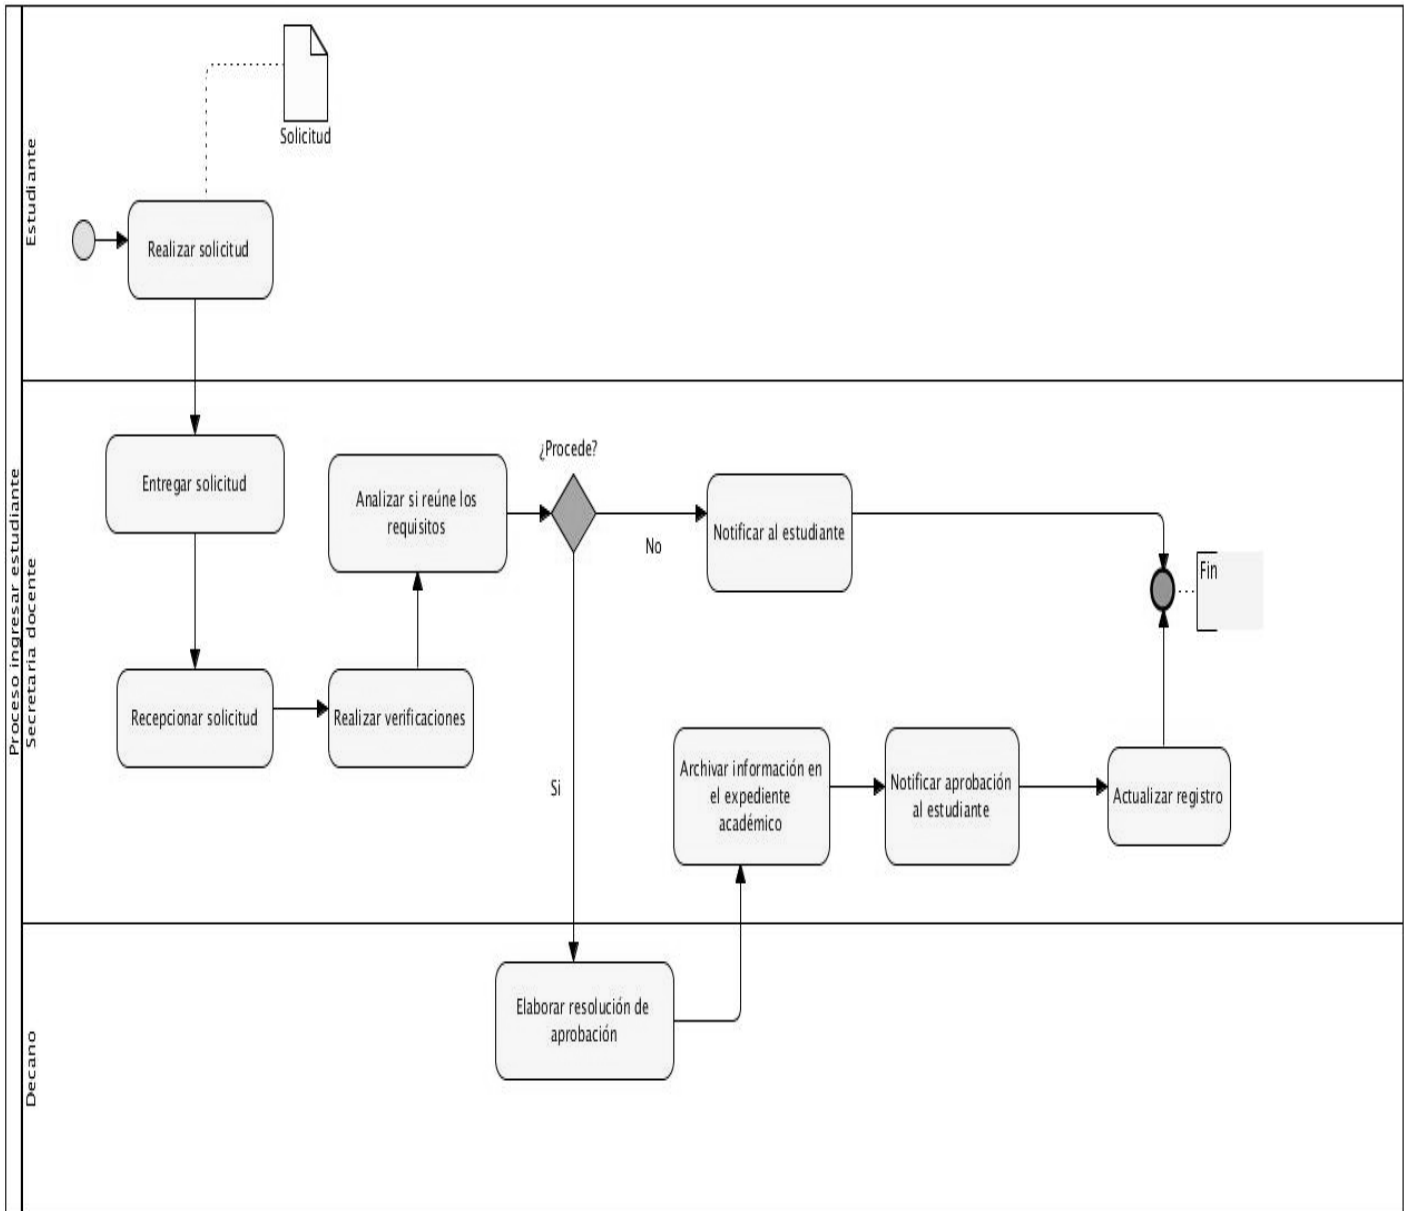 Proceso ingresar estudiante
Estudiante
Solicitud
Realizar solicitud
Secretaria docente
Entregar solicitud
Recepcionar solicitud
Realizar verificaciones
Analizar si reúne los
requisitos
¿Procede?
No
Si
Notificar al estudiante
Fin
Archivar información en
el expediente
académico
Notificar aprobación
al estudiante
Actualizar registro
Decano
Elaborar resolución de
aprobación